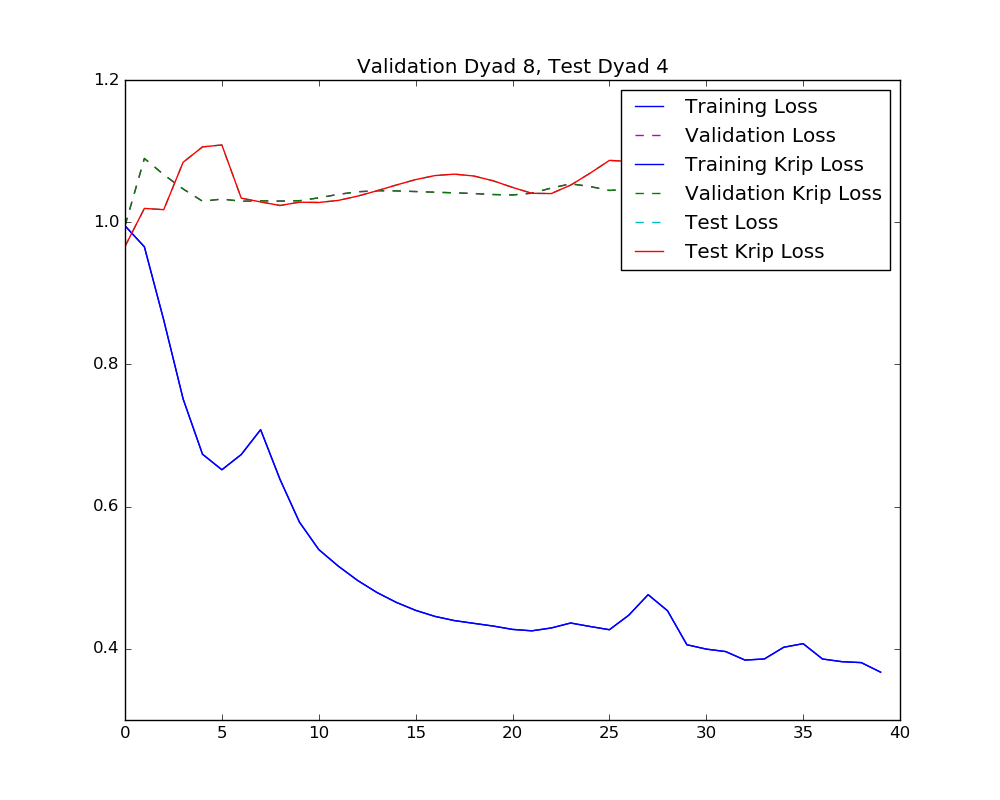 Validation Dyad 8, Test Dyad 4
1.2
1.0
0.8
0.6
0.4
Training Loss
Validation Loss
Training Krip Loss
Validation Krip Loss
Test Loss
Test Krip Loss
0 5 10 15 20 25 30 35 40